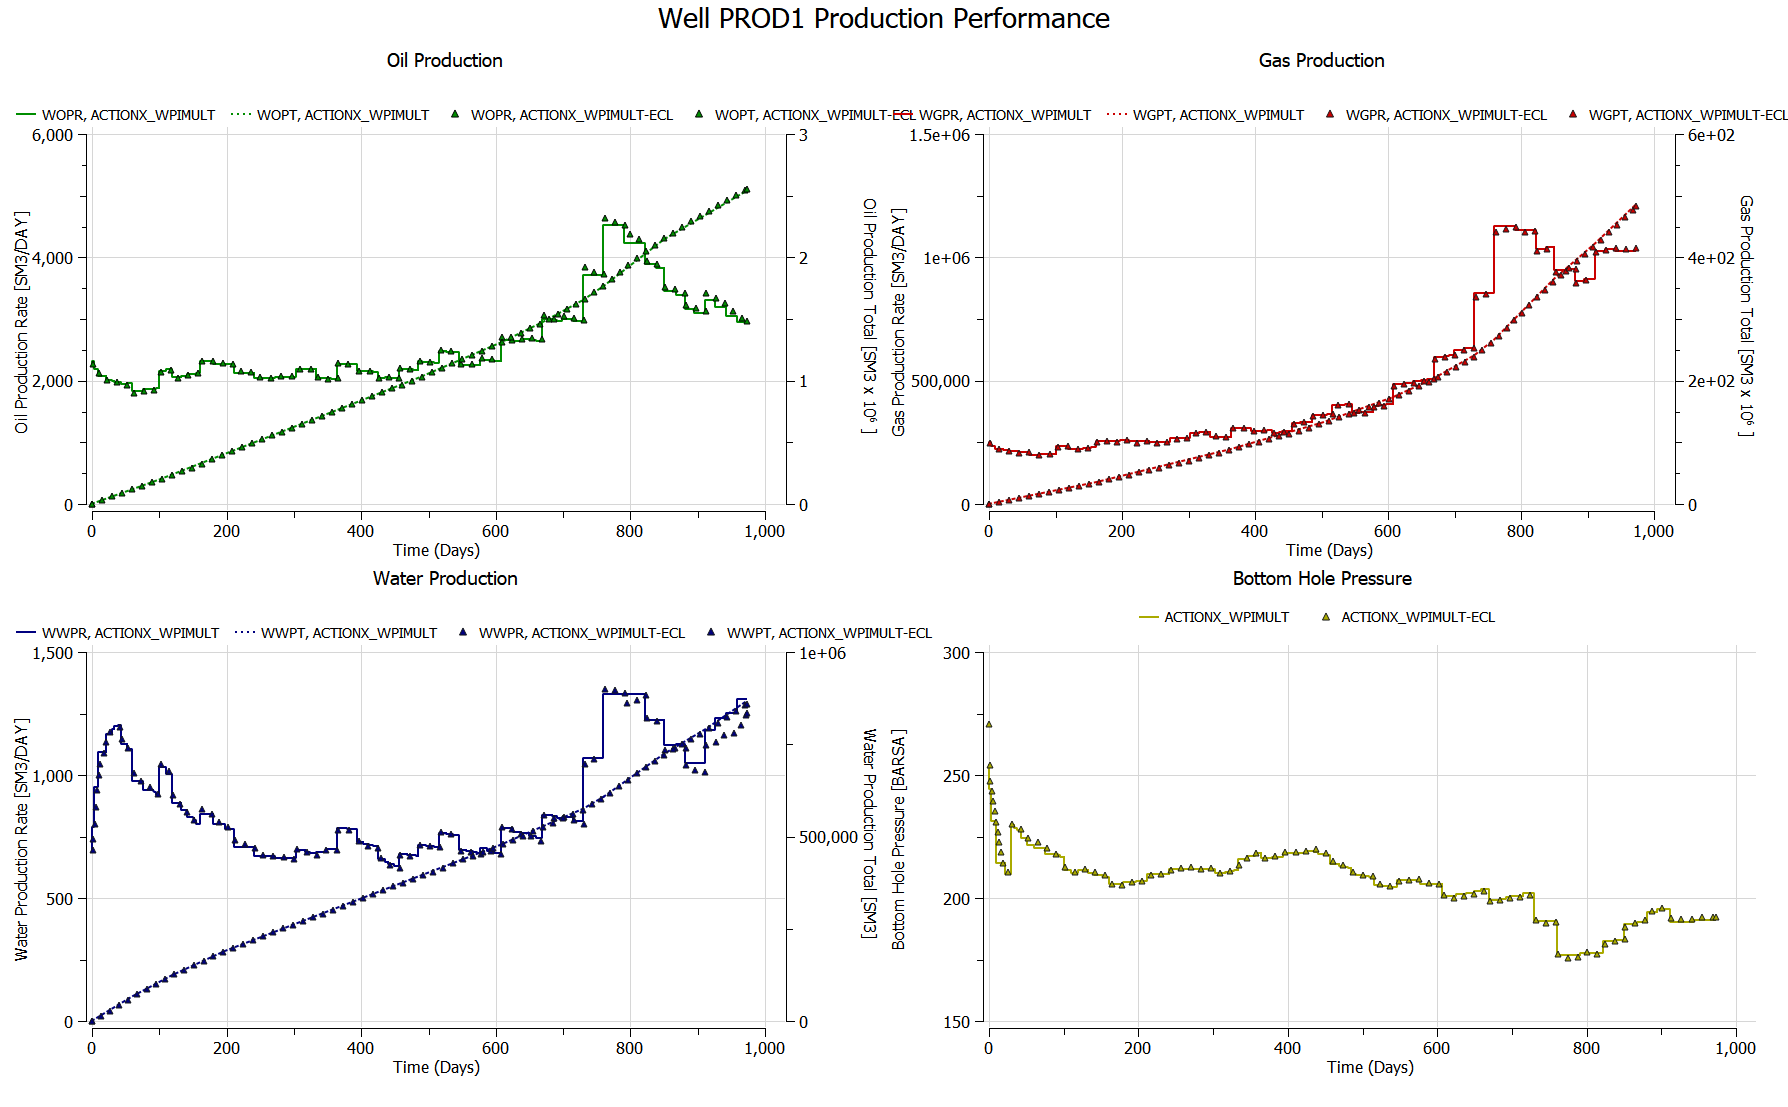 Well PROD1 Production Performance
Oil Production
WOPR, ACTIONX_WPIMULT WOPT, ACTIONX_WPIMULT WOPR, ACTIONX_WPIMULT-ECL WOPT, ACTIONX_WPIMULT-ECL
6,000
4,000
2,000
0
Oil Production Rate [SM3/DAY]
3
2
1
0
Oil Production Total [SM3 x 10⁶ ]
0 200 400 600 800 1,000
Time (Days)
Gas Production
WGPR, ACTIONX_WPIMULT WGPT, ACTIONX_WPIMULT WGPR, ACTIONX_WPIMULT-ECL WGPT, ACTIONX_WPIMULT-ECL
1.5e+06
1e+06
500,000
0
Gas Production Rate [SM3/DAY]
6e+02
4e+02
2e+02
0
Gas Production Total [SM3 x 10⁶ ]
0 200 400 600 800 1,000
Time (Days)
Water Production
WWPR, ACTIONX_WPIMULT WWPT, ACTIONX_WPIMULT WWPR, ACTIONX_WPIMULT-ECL WWPT, ACTIONX_WPIMULT-ECL
1,500
1,000
500
0
Water Production Rate [SM3/DAY]
1e+06
500,000
0
Water Production Total [SM3]
0 200 400 600 800 1,000
Time (Days)
Bottom Hole Pressure
ACTIONX_WPIMULT ACTIONX_WPIMULT-ECL
300
250
200
150
Bottom Hole Pressure [BARSA]
0 200 400 600 800 1,000
Time (Days)